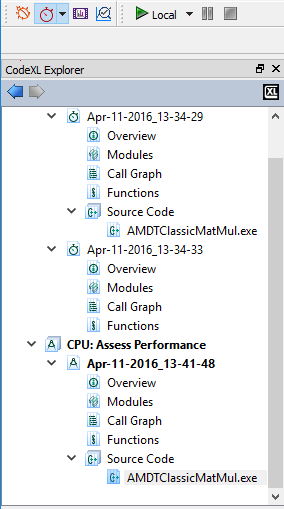 Local
CodeXL Explorer
XL
Apr-11-2016_13-34-29
Overview
Modules
Call Graph
Functions
Source Code
AMDTClassicMatMul.exe
Apr-11-2016_13-34-33
Overview
Modules
Call Graph
Functions
CPU: Assess Performance
Apr-11-2016_13-41-48
Overview
Modules
Call Graph
Functions
Source Code
AMDTClassicMatMul.exe